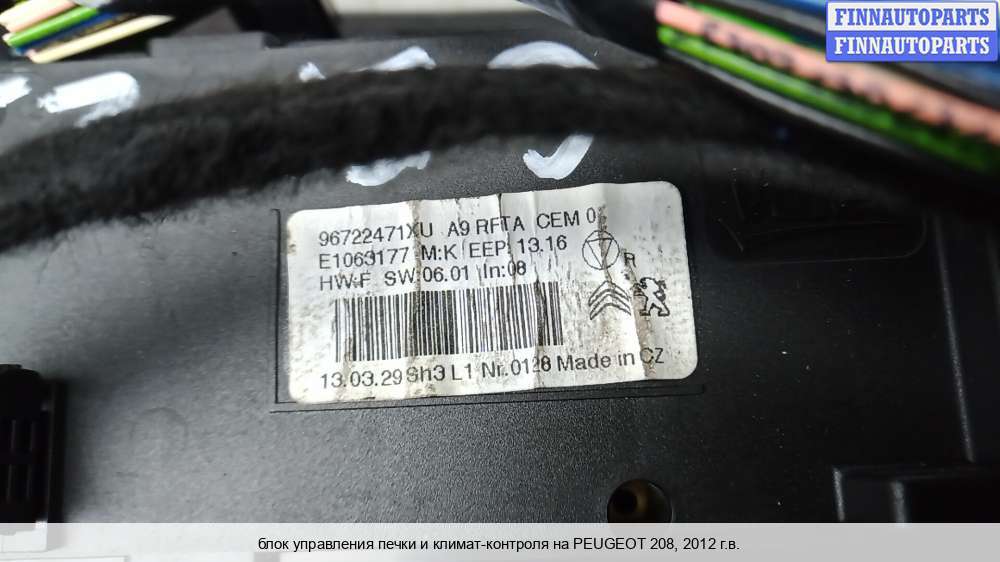 FINNAUTOPARTS
FINNAUTOPARTS
96722471XU A9 RFTA CEM 0
E1063177 M:K EEP: 13.16
HW:F SW:06.01 In:08
R
13.03.29 Sh3 L1 Nr.0128 Made in CZ
блок управления печки и климат-контроля на PEUGEOT 208, 2012 г.в.